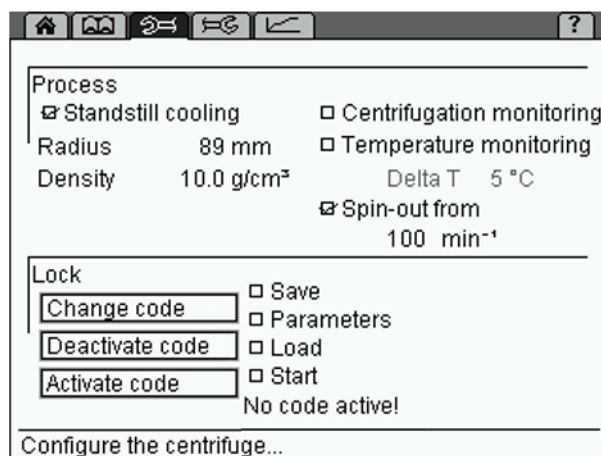 ?
Process
Standstill cooling
Centrifugation monitoring
Radius 89 mm
Temperature monitoring
Density 10.0 g/cm³
Delta T 5 °C
Spin-out from
100 min⁻¹
Lock
Change code
Save
Parameters
Deactivate code
Load
Activate code
Start
No code active!
Configure the centrifuge...